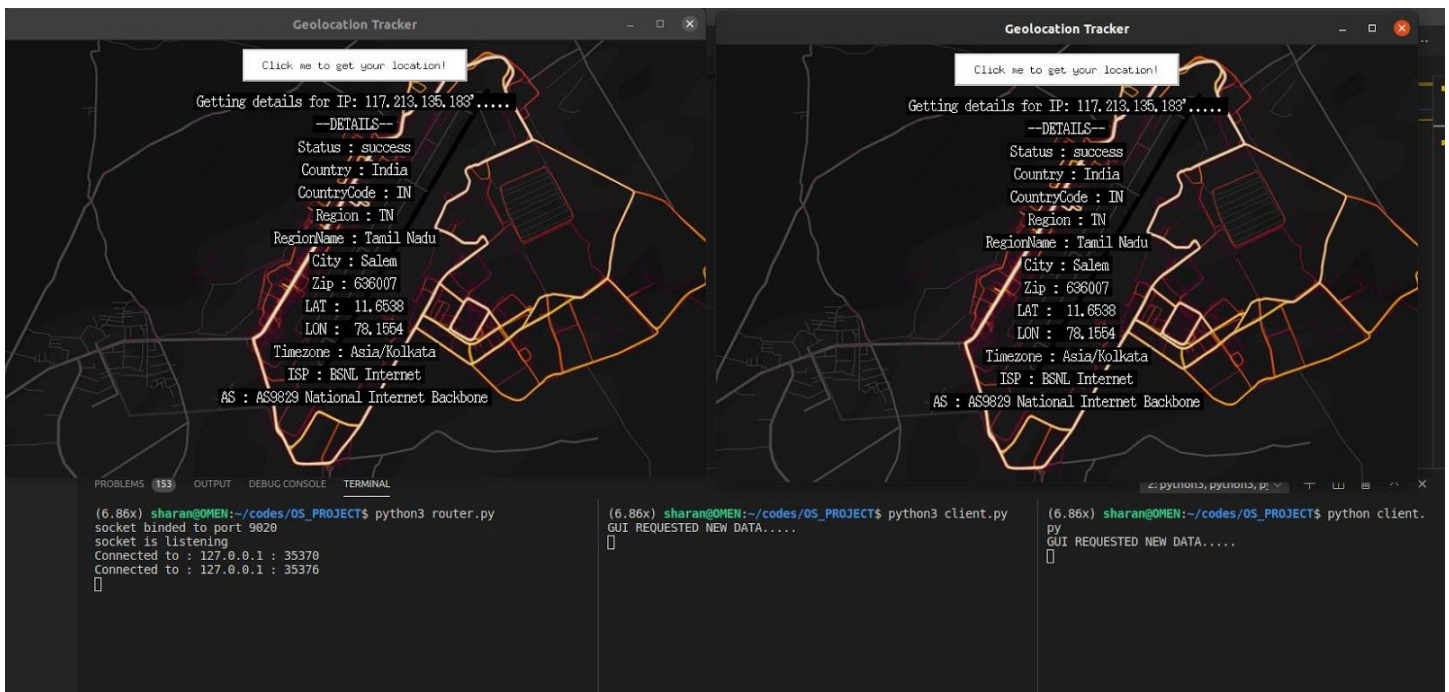 Geolocation Tracker
Click me to get your location!
Getting details for IP: 117.213.135.183'.....
--DETAILS--
Status : success
Country : India
CountryCode : IN
Region : TN
RegionName : Tamil Nadu
City : Salem
Zip : 636007
LAT :  11.6538
LON :  78.1554
Timezone : Asia/Kolkata
ISP : BSNL Internet
AS : AS9829 National Internet Backbone
Geolocation Tracker
Click me to get your location!
Getting details for IP: 117.213.135.183'.....
--DETAILS--
Status : success
Country : India
CountryCode : IN
Region : TN
RegionName : Tamil Nadu
City : Salem
Zip : 636007
LAT :  11.6538
LON :  78.1554
Timezone : Asia/Kolkata
ISP : BSNL Internet
AS : AS9829 National Internet Backbone
PROBLEMS 153 OUTPUT DEBUG CONSOLE TERMINAL
2: python3, python3,
(6.86x) sharan@OMEN:~/codes/OS_PROJECT$ python3 router.py
socket binded to port 9020
socket is listening
Connected to : 127.0.0.1 : 35370
Connected to : 127.0.0.1 : 35376
(6.86x) sharan@OMEN:~/codes/OS_PROJECT$ python3 client.py
GUI REQUESTED NEW DATA.....
(6.86x) sharan@OMEN:~/codes/OS_PROJECT$ python client.
py
GUI REQUESTED NEW DATA.....